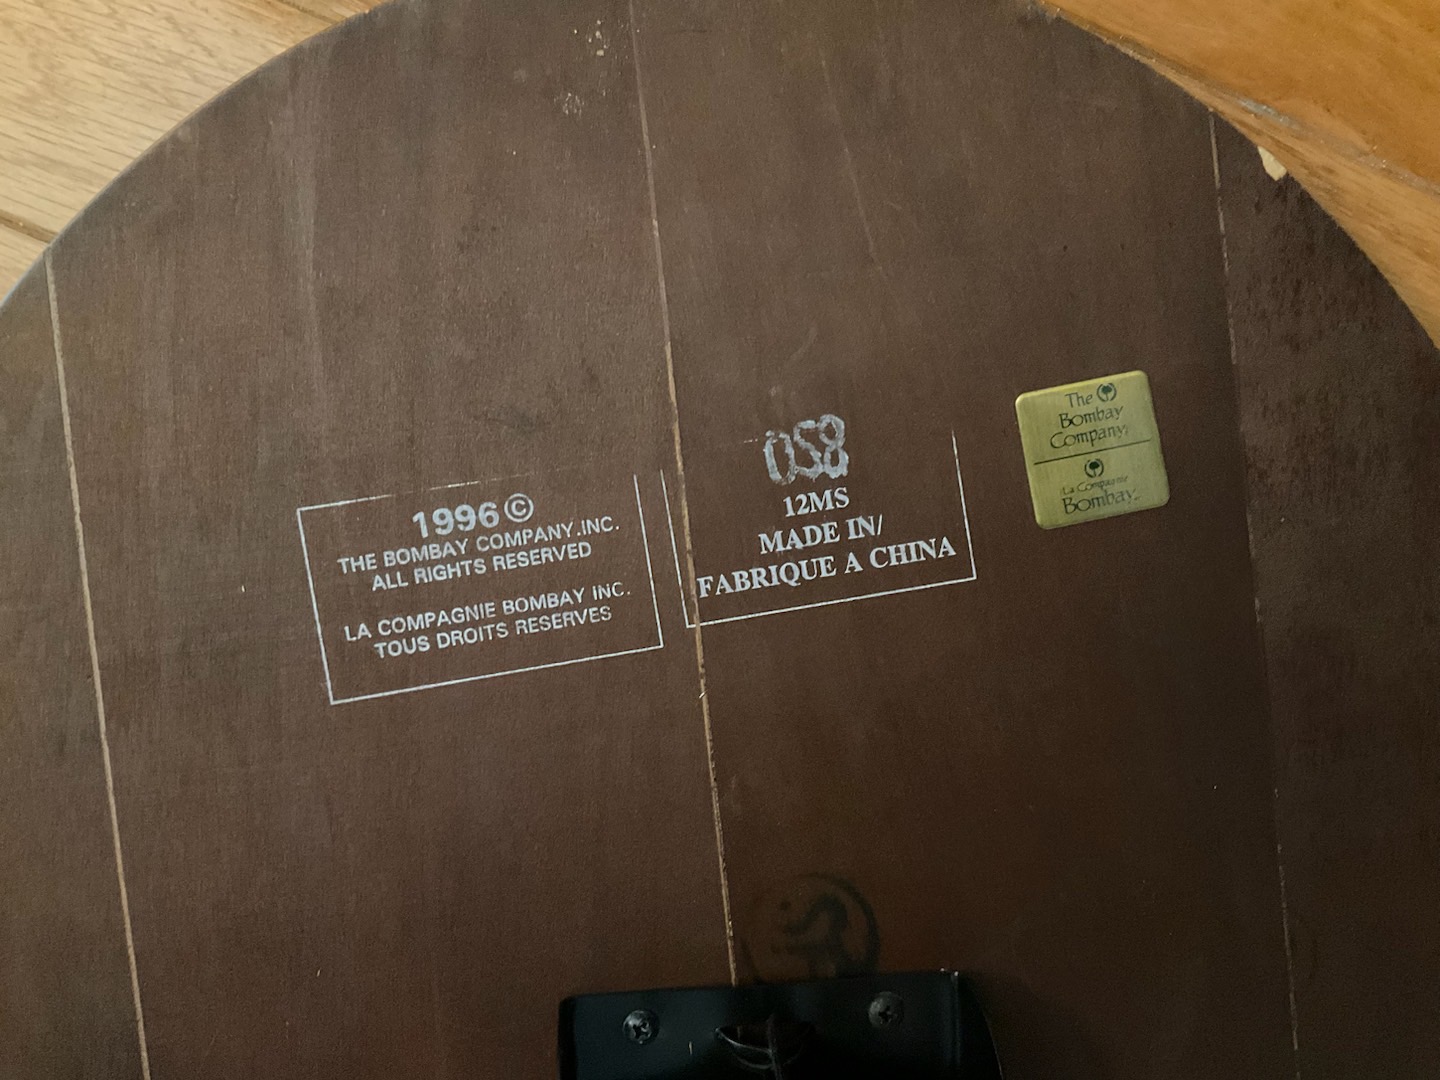 1996©
THE BOMBAY COMPANY.INC.
ALL RIGHTS RESERVED
LA COMPAGNIE BOMBAY INC.
TOUS DROITS RESERVES
058
12MS
MADE IN/
FABRIQUE A CHINA
The
Bombay
Company
La Compagnie
Bombay